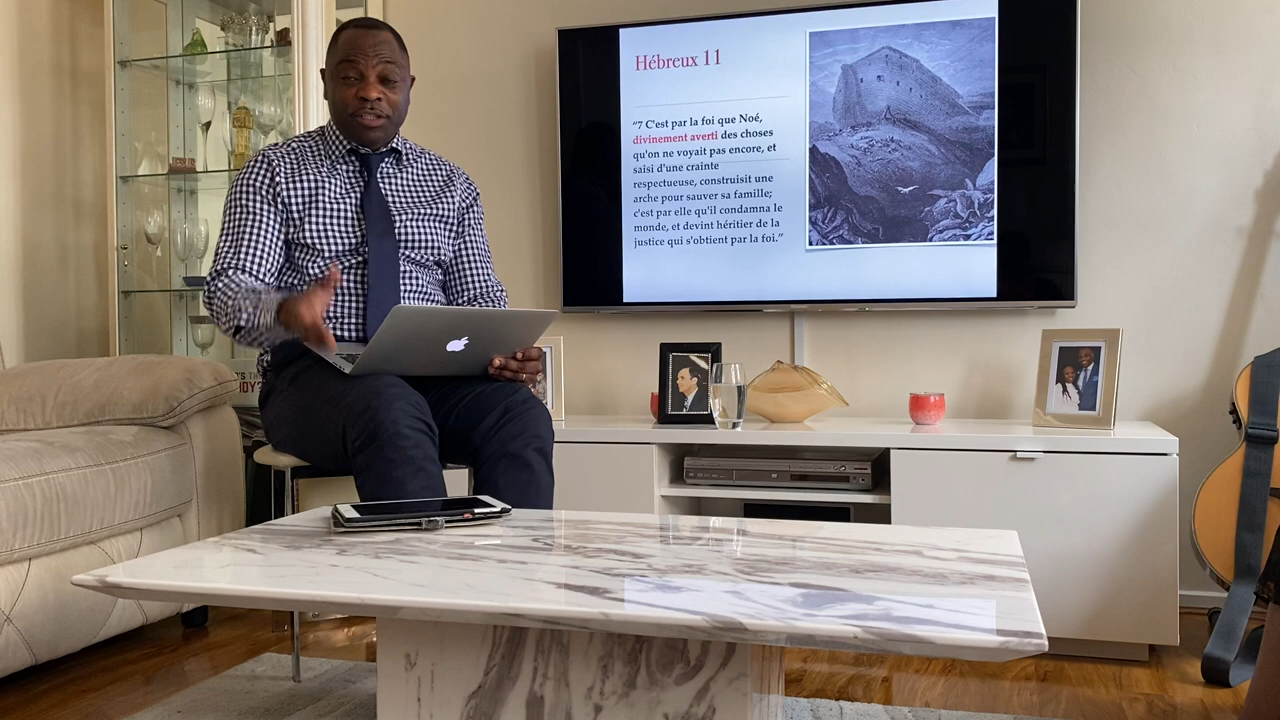 Hébreux 11
“7 C'est par la foi que Noé,
divinement averti des choses
qu'on ne voyait pas encore, et
saisi d'une crainte
respectueuse, construisit une
arche pour sauver sa famille;
c'est par elle qu'il condamna le
monde, et devint héritier de la
justice qui s'obtient par la foi.”
JESUS